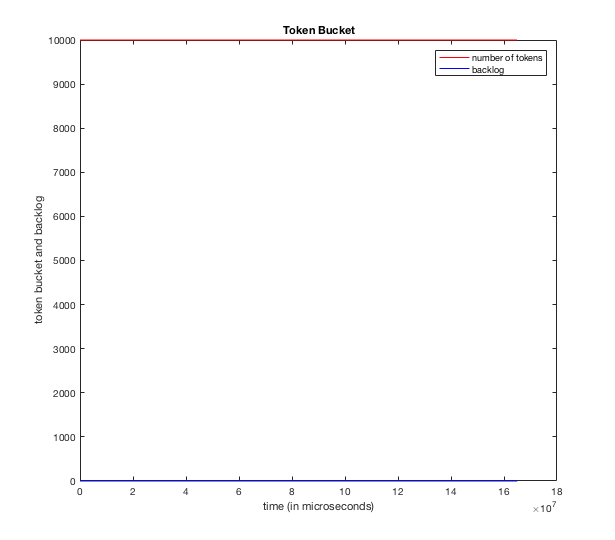 Token Bucket
10000
9000
8000
7000
6000
5000
4000
3000
2000
1000
0
token bucket and backlog
number of tokens
backlog
0 2 4 6 8 10 12 14 16 18
time (in microseconds)
×10^7